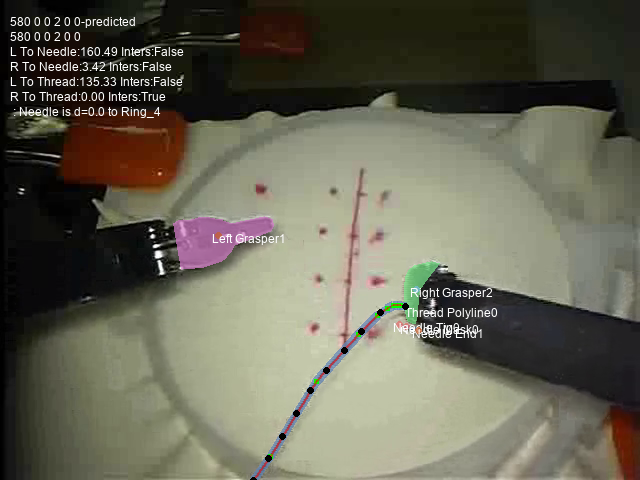 580 0 0 2 0 0-predicted
580 0 0 2 0 0
L To Needle:160.49 Inters:False
R To Needle:3.42 Inters:False
L To Thread:135.33 Inters:False
R To Thread:0.00 Inters:True
: Needle is d=0.0 to Ring_4
Left Grasper1
Right Grasper2
Thread Polyline0
Needle End1